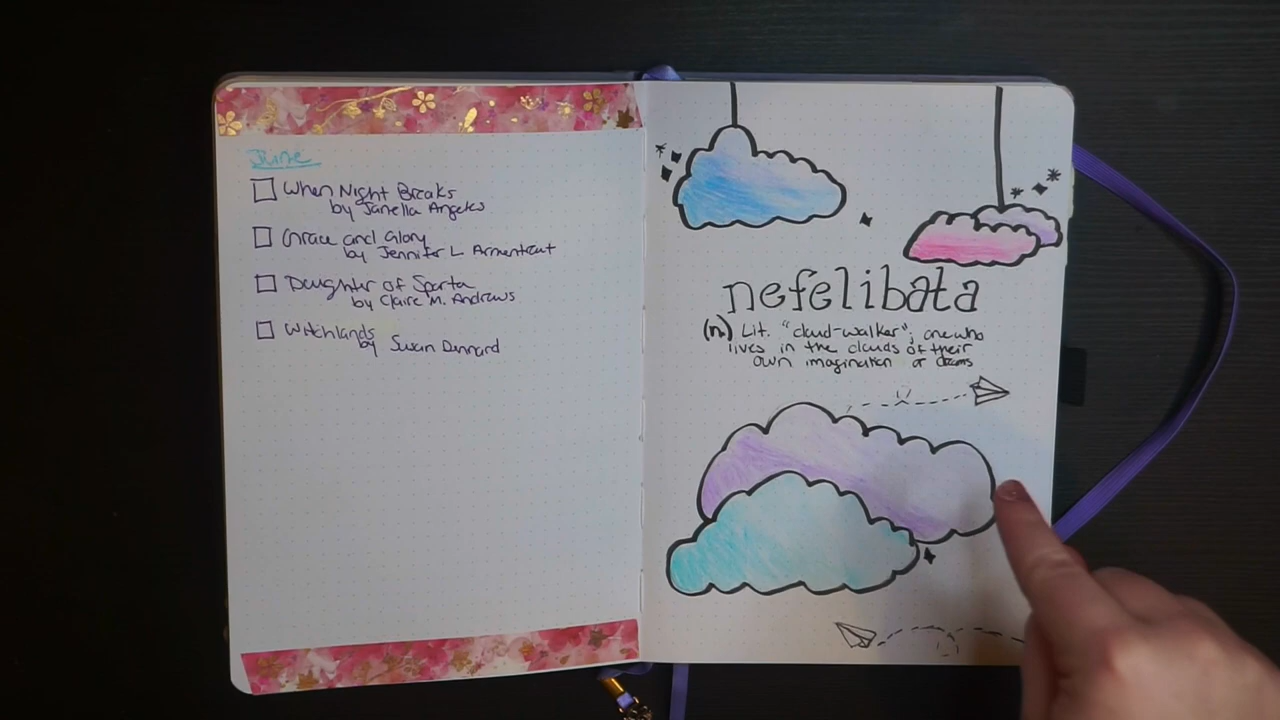 June
When Night Breaks
by Janella Angeles
Grace and Glory
by Jennifer L Armentrout
Daughter of Sparta
by Claire M. Andrews
Witchlands
by Susan Dennard
nefelibata
(n.) Lit. "cloud-walker"; one who
lives in the clouds of their
own imagination or dreams